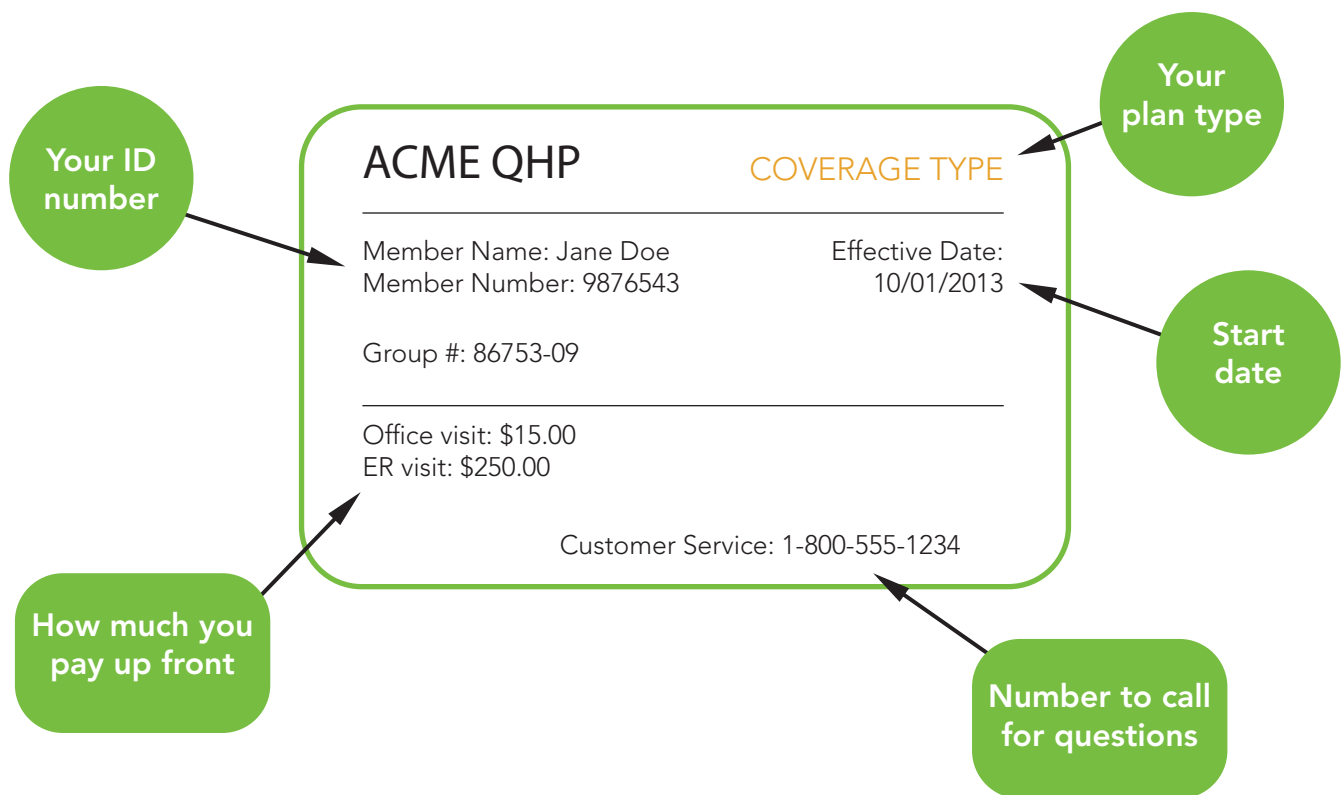 Your
plan type
Your ID
number
ACME QHP
COVERAGE TYPE
Member Name: Jane Doe
Member Number: 9876543
Effective Date:
10/01/2013
Start
date
Group #: 86753-09
Office visit: $15.00
ER visit: $250.00
Customer Service: 1-800-555-1234
How much you
pay up front
Number to call
for questions